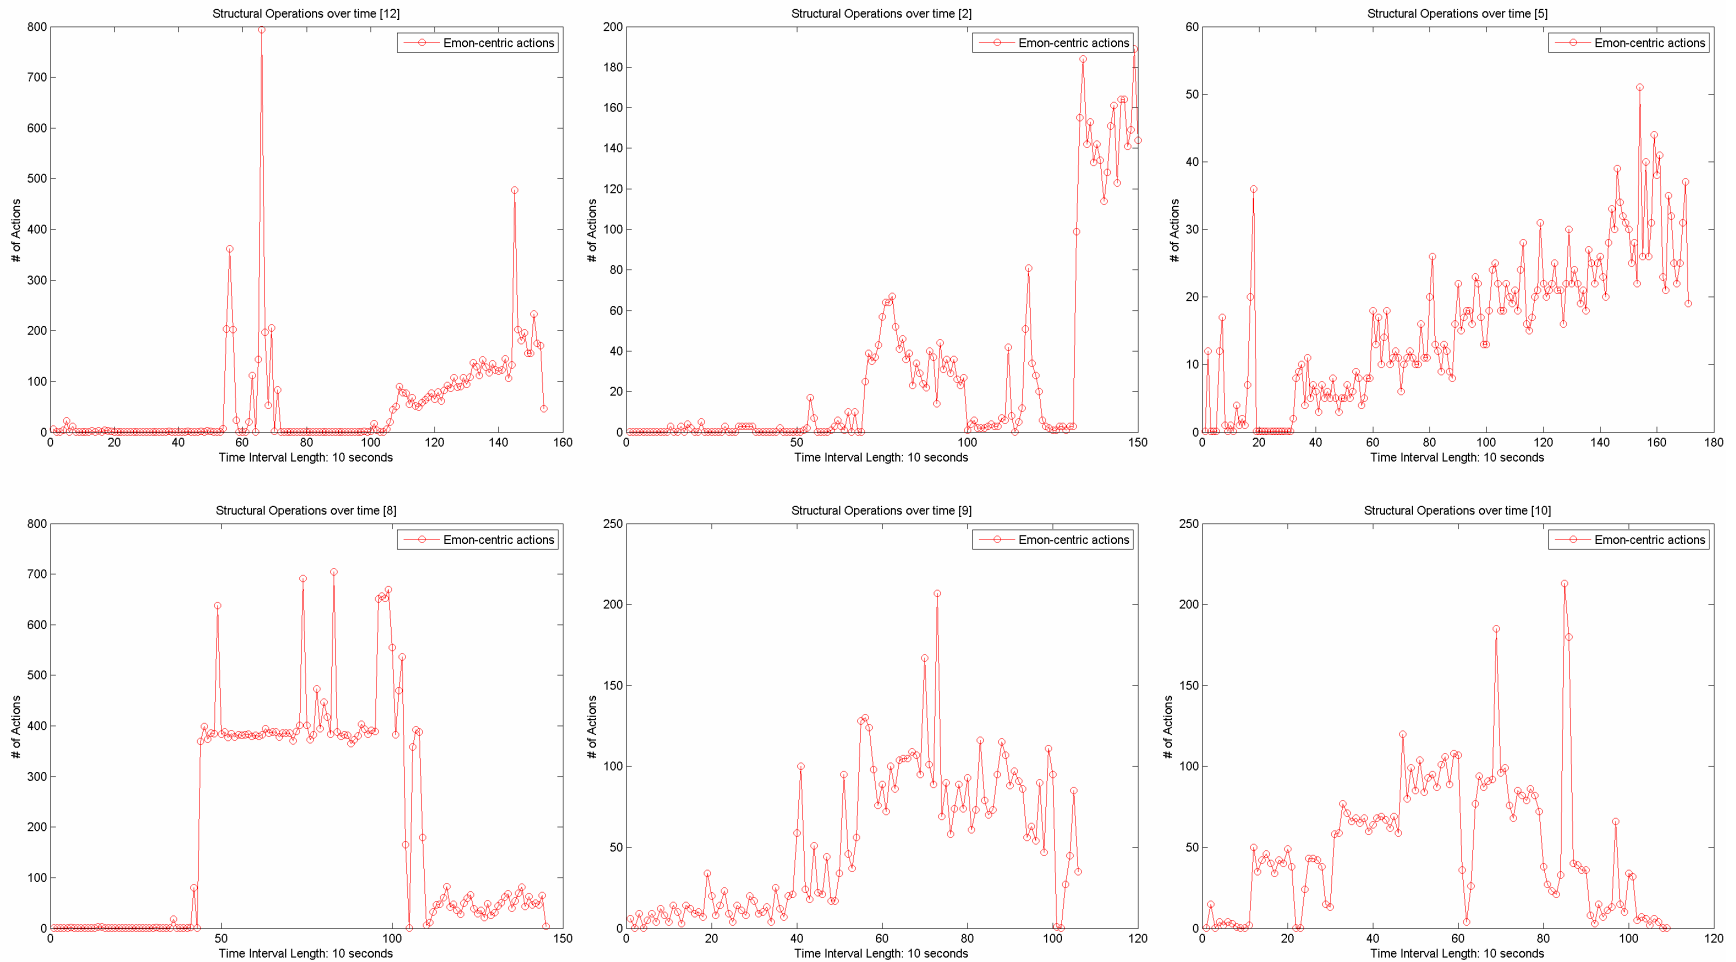 Structural Operations over time [12]
Emon-centric actions
800
700
600
500
400
300
200
100
0
0 20 40 60 80 100 120 140 160
# of Actions
Time Interval Length: 10 seconds
Structural Operations over time [2]
Emon-centric actions
200
180
160
140
120
100
80
60
40
20
0
0 50 100 150
# of Actions
Time Interval Length: 10 seconds
Structural Operations over time [5]
Emon-centric actions
60
50
40
30
20
10
0
0 20 40 60 80 100 120 140 160 180
# of Actions
Time Interval Length: 10 seconds
Structural Operations over time [8]
Emon-centric actions
800
700
600
500
400
300
200
100
0
0 50 100 150
# of Actions
Time Interval Length: 10 seconds
Structural Operations over time [9]
Emon-centric actions
250
200
150
100
50
0
0 20 40 60 80 100 120
# of Actions
Time Interval Length: 10 seconds
Structural Operations over time [10]
Emon-centric actions
250
200
150
100
50
0
0 20 40 60 80 100 120
# of Actions
Time Interval Length: 10 seconds